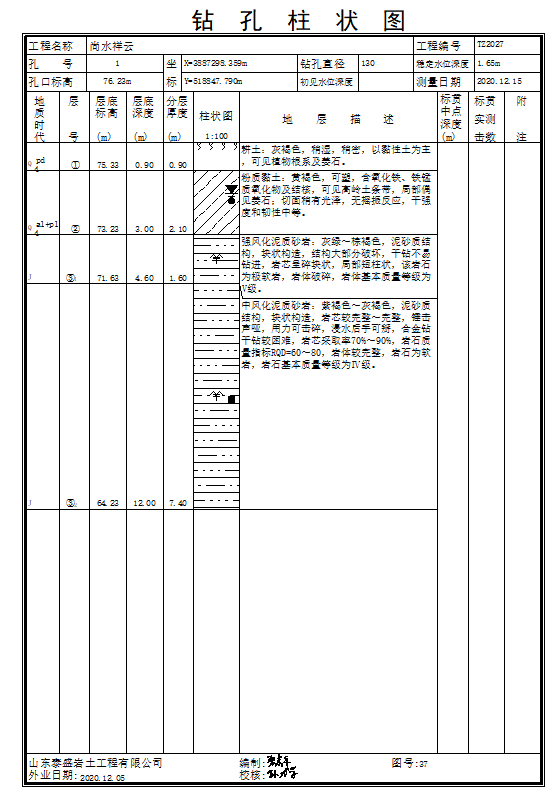 钻孔柱状图
工程名称 尚水祥云 工程编号 TZ2027
孔 号 1 坐 X=3887298.359m 钻孔直径 130 稳定水位深度 1.65m
孔口标高 76.23m 标 Y=518847.790m 初见水位深度 测量日期 2020.12.15
地质时代 层号 层底标高(m) 层底深度(m) 分层厚度(m) 柱状图 1:100 地层描述 标贯中点深度(m) 标贯实测击数 附注
耕土：灰褐色，稍湿，稍密，以黏性土为主
，可见植物根系及姜石。
Q4pd ① 75.33 0.90 0.90
粉质黏土：黄褐色，可塑，含氧化铁、铁锰
质氧化物及结核，可见高岭土条带，局部偶
见姜石；切面稍有光泽，无摇振反应，干强
度和韧性中等。
Q4al+pl ② 73.23 3.00 2.10
强风化泥质砂岩：灰绿～棕褐色，泥砂质结
构，块状构造，结构大部分破坏，干钻不易
钻进，岩芯呈碎块状，局部短柱状，该岩石
为极软岩，岩体破碎，岩体基本质量等级为
V级。
J ③1 71.63 4.60 1.60
中风化泥质砂岩：紫褐色～灰褐色，泥砂质
结构，块状构造，岩芯较完整～完整，锤击
声哑，用力可击碎，浸水后手可掰，合金钻
干钻较困难，岩芯采取率70%～90%，岩石质
量指标RQD=60～80，岩体较完整，岩石为软
岩，岩石基本质量等级为Ⅳ级。
J ③2 64.23 12.00 7.40
山东泰盛岩土工程有限公司 编制: 图号:37
外业日期: 2020.12.05 校核: